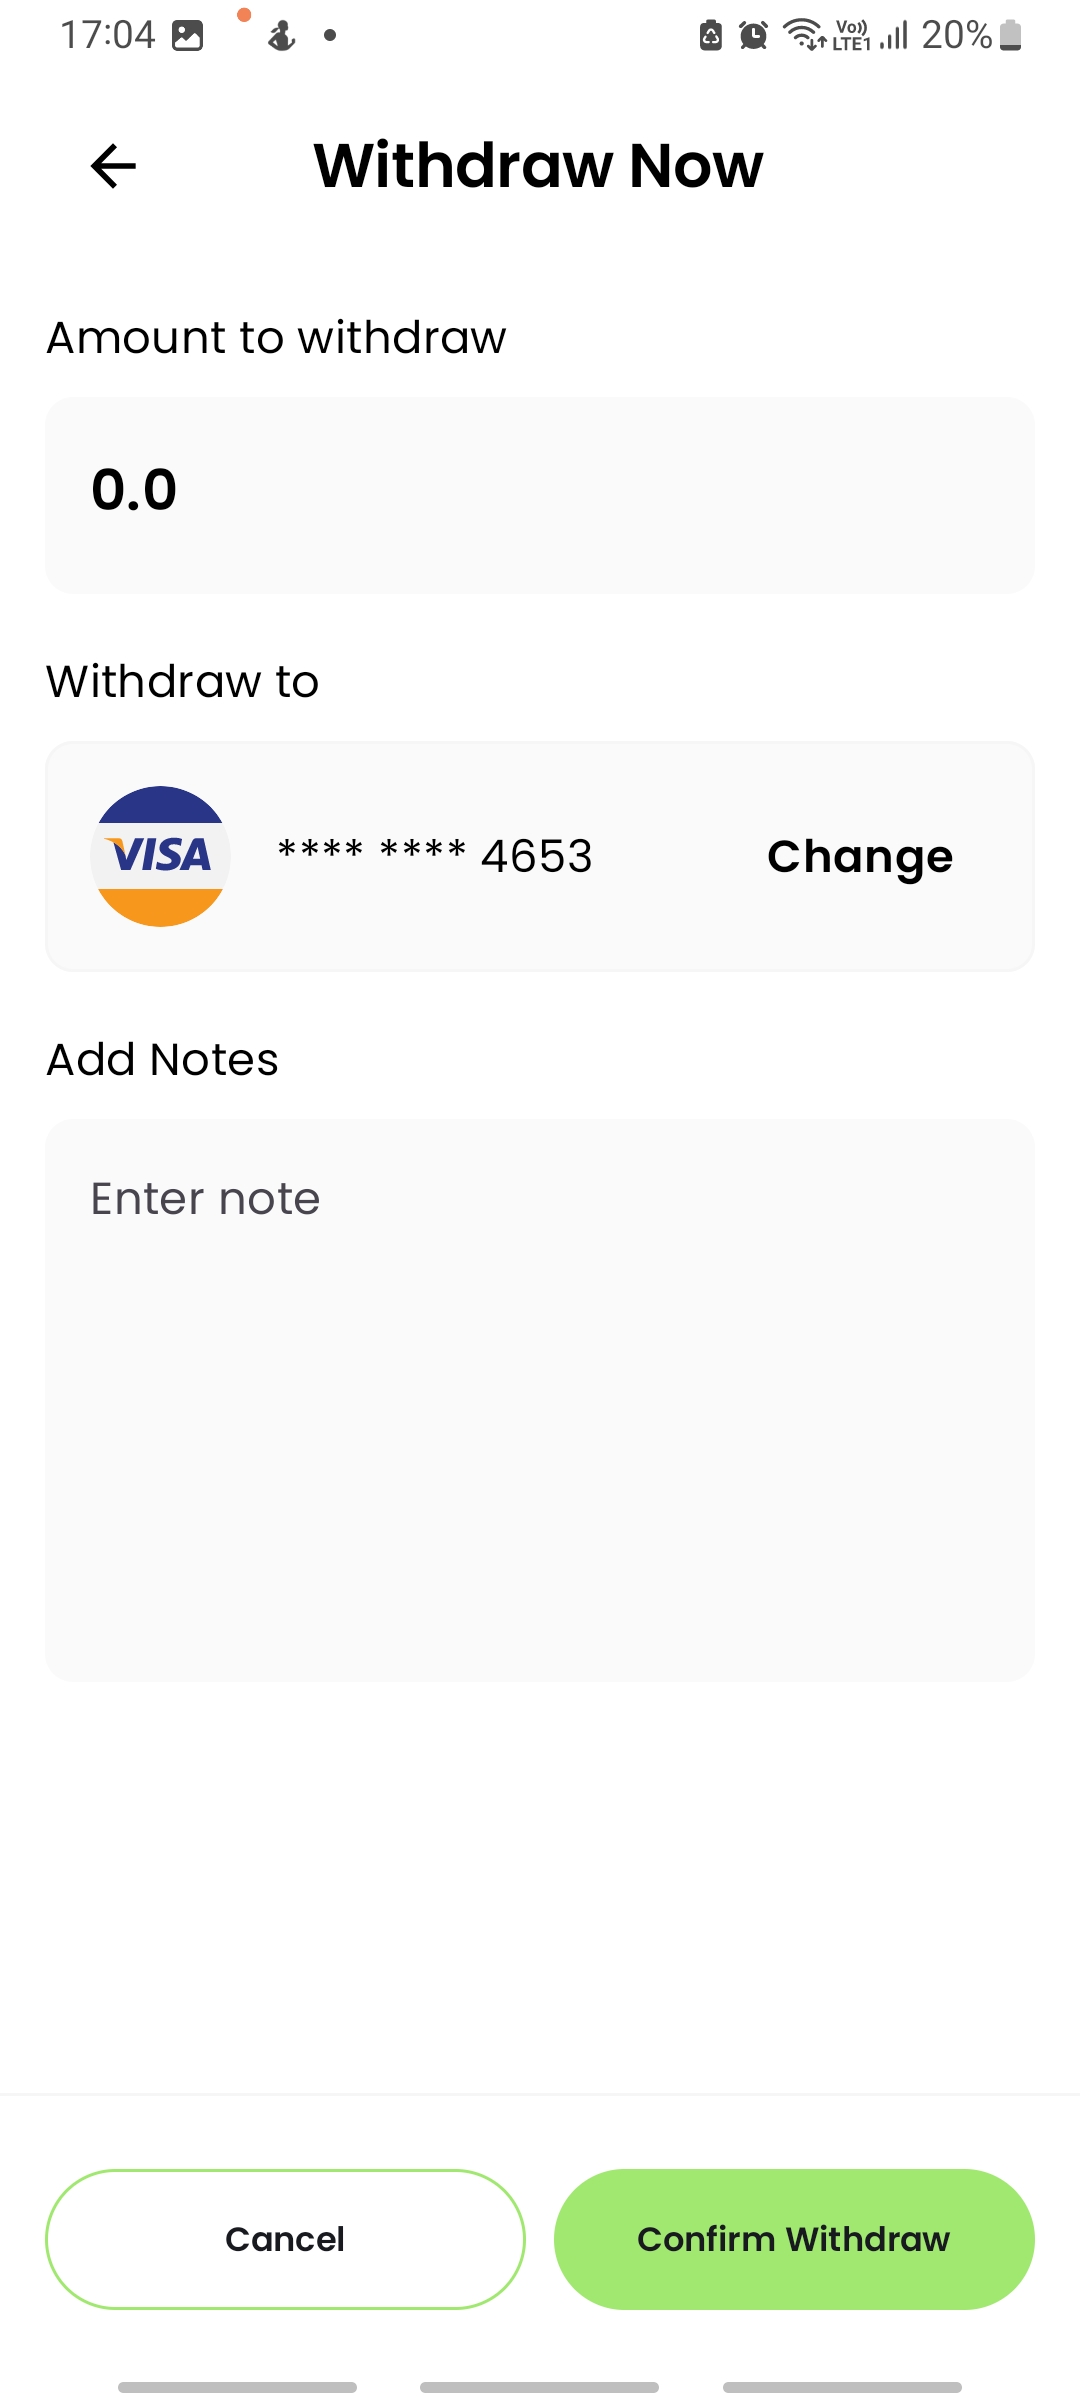 17:04 Vo)) LTE1 20%
Withdraw Now
Amount to withdraw
0.0
Withdraw to
VISA **** **** 4653 Change
Add Notes
Enter note
Cancel Confirm Withdraw